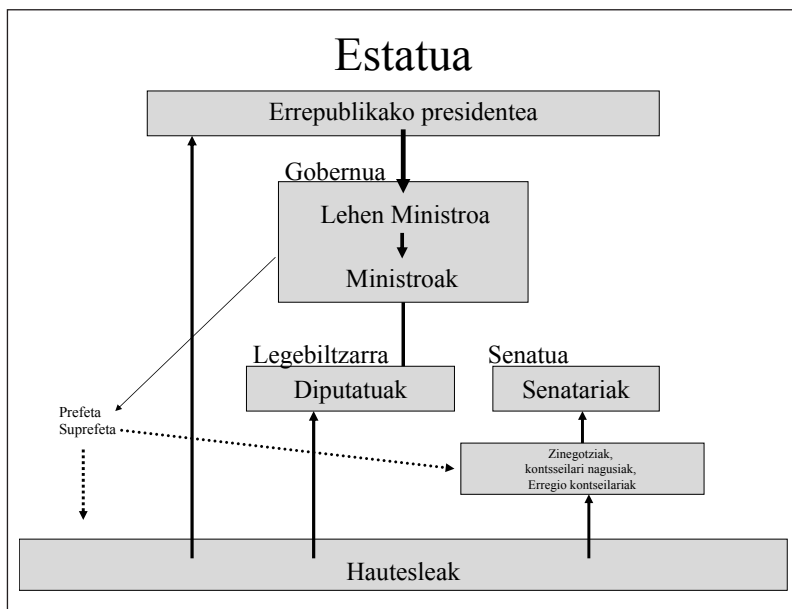 Estatua
Errepublikako presidentea
Gobernua
Lehen Ministroa
Ministroak
Legebiltzarra
Diputatuak
Senatua
Senatariak
Prefeta
Suprefeta
Zinegotziak,
kontsseilari nagusiak,
Erregio kontseilariak
Hautesleak